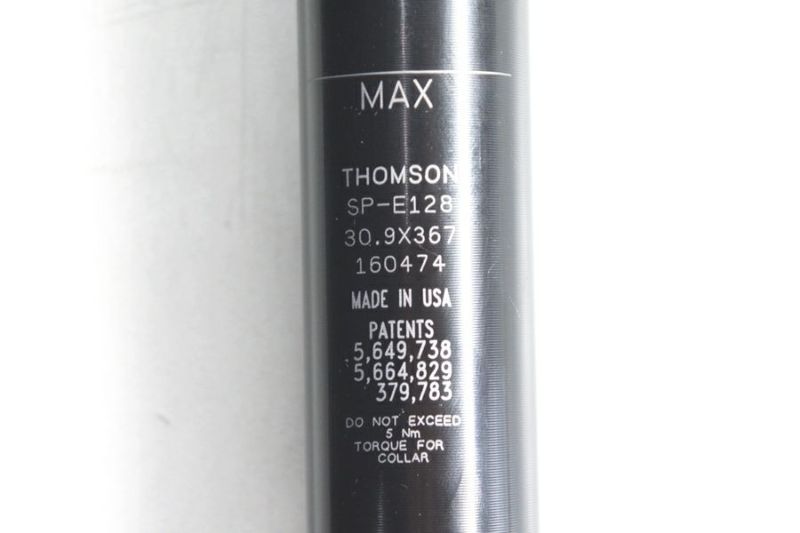 MAX
THOMSON
SP-E128
30.9X367
160474
MADE IN USA
PATENTS
5,649,738
5,664,829
379,783
DO NOT EXCEED
5 Nm
TORQUE FOR
COLLAR